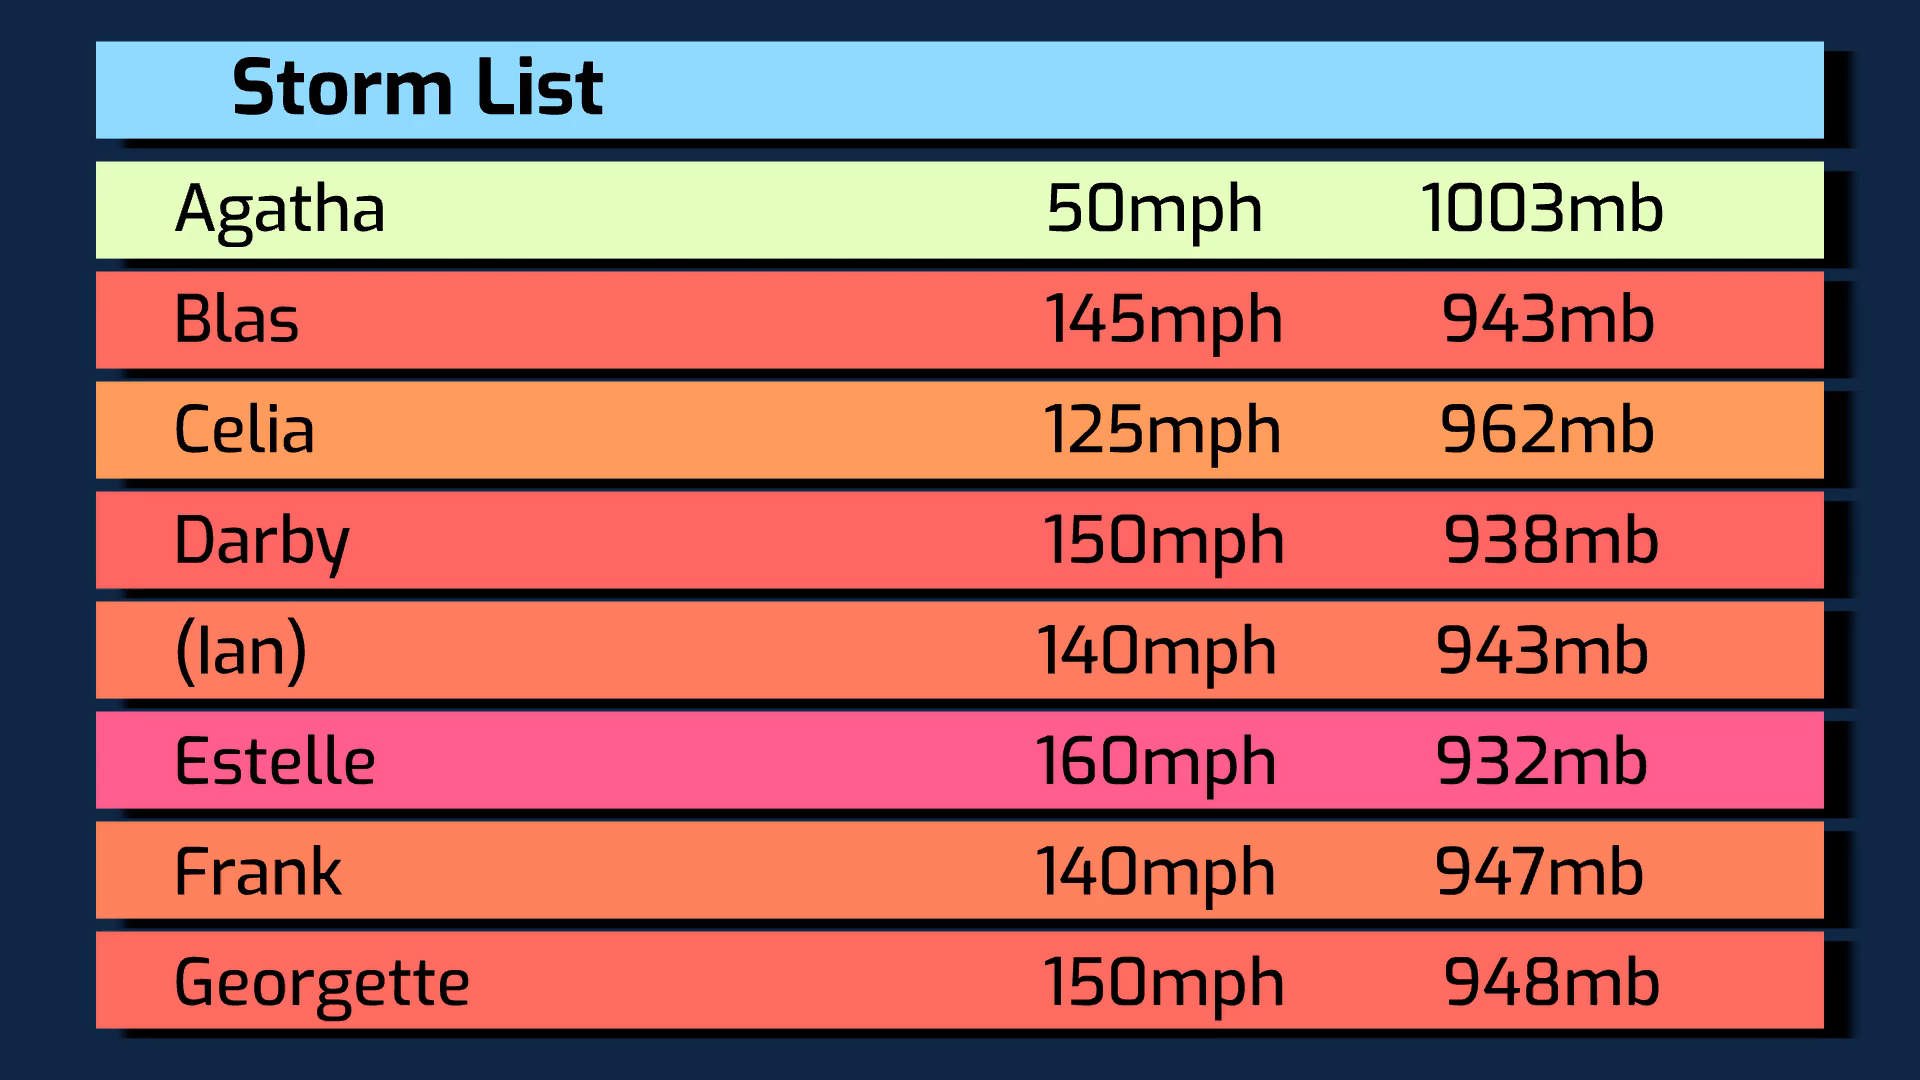 Storm List
Agatha 50mph 1003mb
Blas 145mph 943mb
Celia 125mph 962mb
Darby 150mph 938mb
(Ian) 140mph 943mb
Estelle 160mph 932mb
Frank 140mph 947mb
Georgette 150mph 948mb